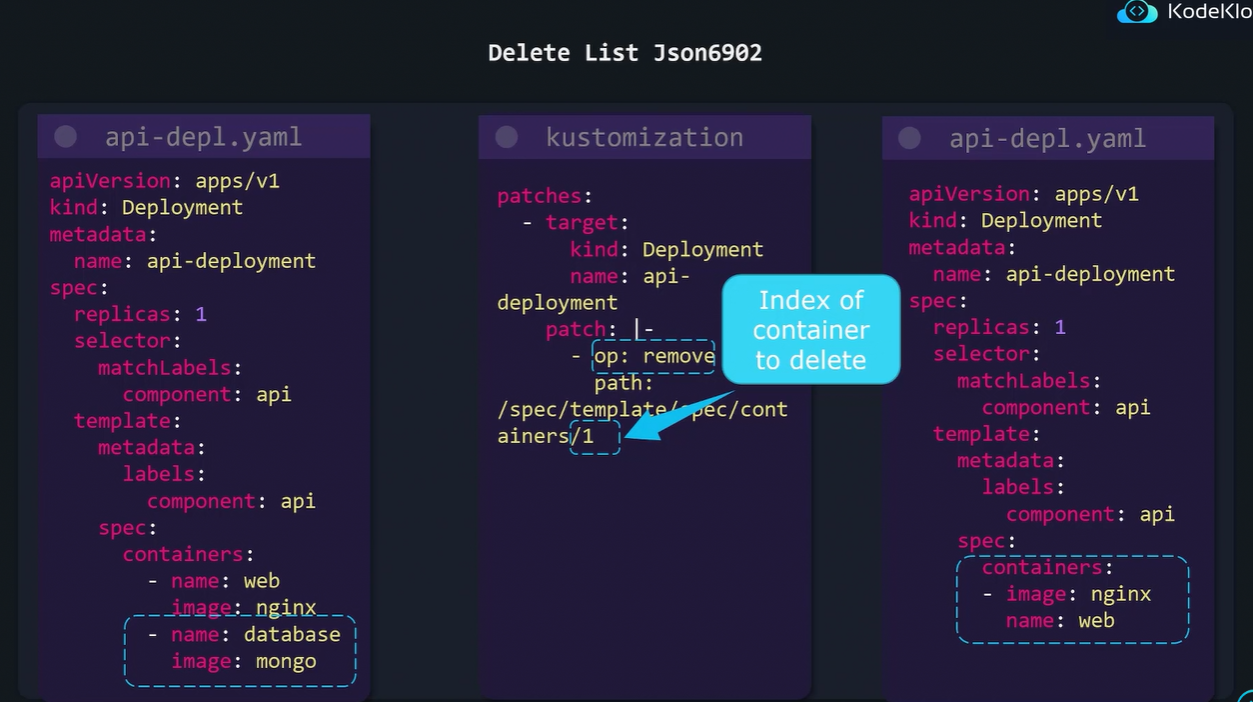 KodeKlo
Delete List Json6902
api-depl.yaml
apiVersion: apps/v1
kind: Deployment
metadata:
  name: api-deployment
spec:
  replicas: 1
  selector:
    matchLabels:
      component: api
  template:
    metadata:
      labels:
        component: api
    spec:
      containers:
        - name: web
          image: nginx
        - name: database
          image: mongo
kustomization
patches:
  - target:
      kind: Deployment
      name: api-
deployment
    patch: |-
      - op: remove
        path:
/spec/template/spec/cont
ainers/1
Index of
container
to delete
api-depl.yaml
apiVersion: apps/v1
kind: Deployment
metadata:
  name: api-deployment
spec:
  replicas: 1
  selector:
    matchLabels:
      component: api
  template:
    metadata:
      labels:
        component: api
    spec:
      containers:
      - image: nginx
        name: web